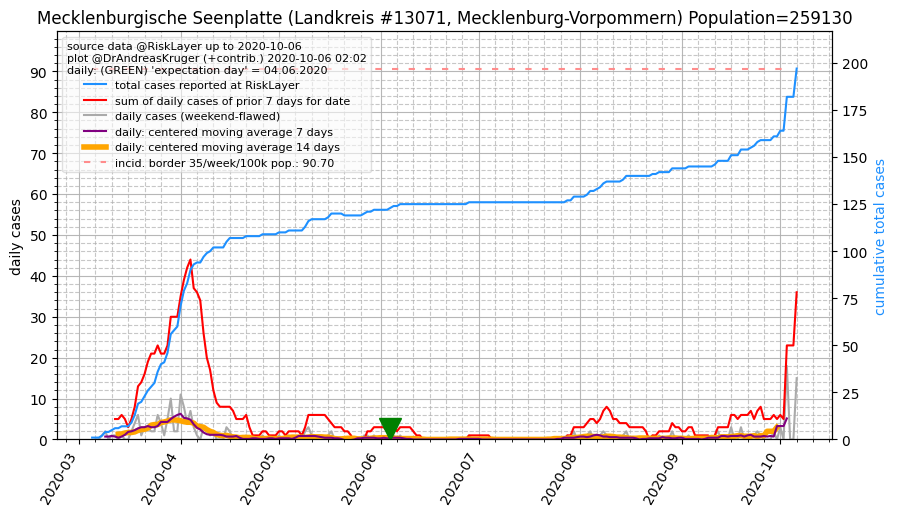 Mecklenburgische Seenplatte (Landkreis #13071, Mecklenburg-Vorpommern) Population=259130
source data @RiskLayer up to 2020-10-06
plot @DrAndreasKruger (+contrib.) 2020-10-06 02:02
daily: (GREEN) 'expectation day' = 04.06.2020
total cases reported at RiskLayer
sum of daily cases of prior 7 days for date
daily cases (weekend-flawed)
daily: centered moving average 7 days
daily: centered moving average 14 days
incid. border 35/week/100k pop.: 90.70
daily cases
90
80
70
60
50
40
30
20
10
0
cumulative total cases
200
175
150
125
100
75
50
25
0
2020-03
2020-04
2020-05
2020-06
2020-07
2020-08
2020-09
2020-10